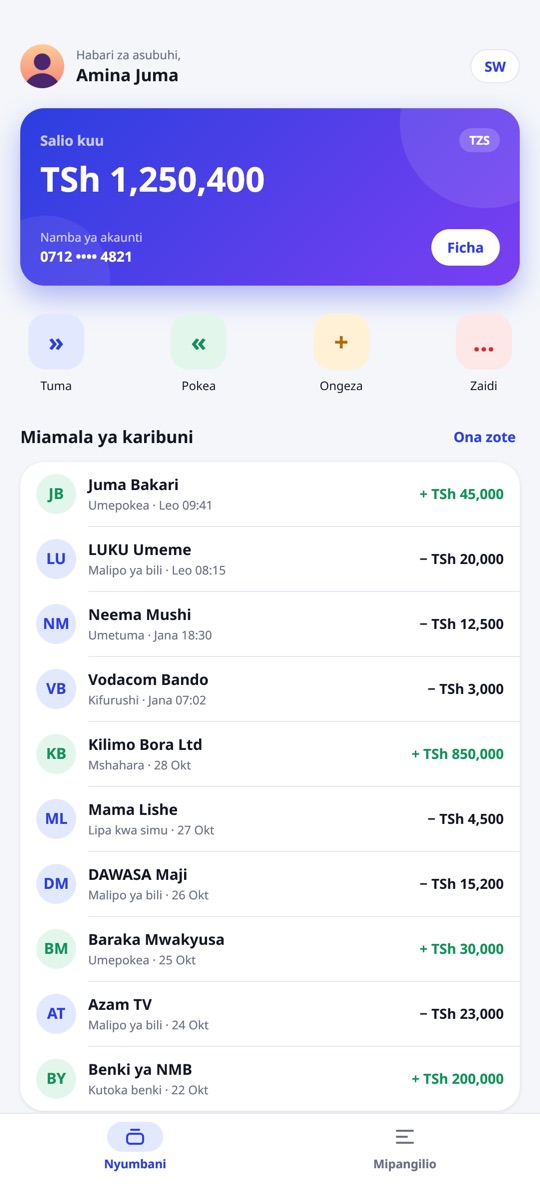 Habari za asubuhi,
Amina Juma
SW
Salio kuu
TZS
TSh 1,250,400
Namba ya akaunti
0712 •••• 4821
Ficha
»
«
+
...
Tuma
Pokea
Ongeza
Zaidi
Miamala ya karibuni
Ona zote
JB
Juma Bakari
Umepokea · Leo 09:41
+ TSh 45,000
LU
LUKU Umeme
Malipo ya bili · Leo 08:15
− TSh 20,000
NM
Neema Mushi
Umetuma · Jana 18:30
− TSh 12,500
VB
Vodacom Bando
Kifurushi · Jana 07:02
− TSh 3,000
KB
Kilimo Bora Ltd
Mshahara · 28 Okt
+ TSh 850,000
ML
Mama Lishe
Lipa kwa simu · 27 Okt
− TSh 4,500
DM
DAWASA Maji
Malipo ya bili · 26 Okt
− TSh 15,200
BM
Baraka Mwakyusa
Umepokea · 25 Okt
+ TSh 30,000
AT
Azam TV
Malipo ya bili · 24 Okt
− TSh 23,000
BY
Benki ya NMB
Kutoka benki · 22 Okt
+ TSh 200,000
Nyumbani
Mipangilio